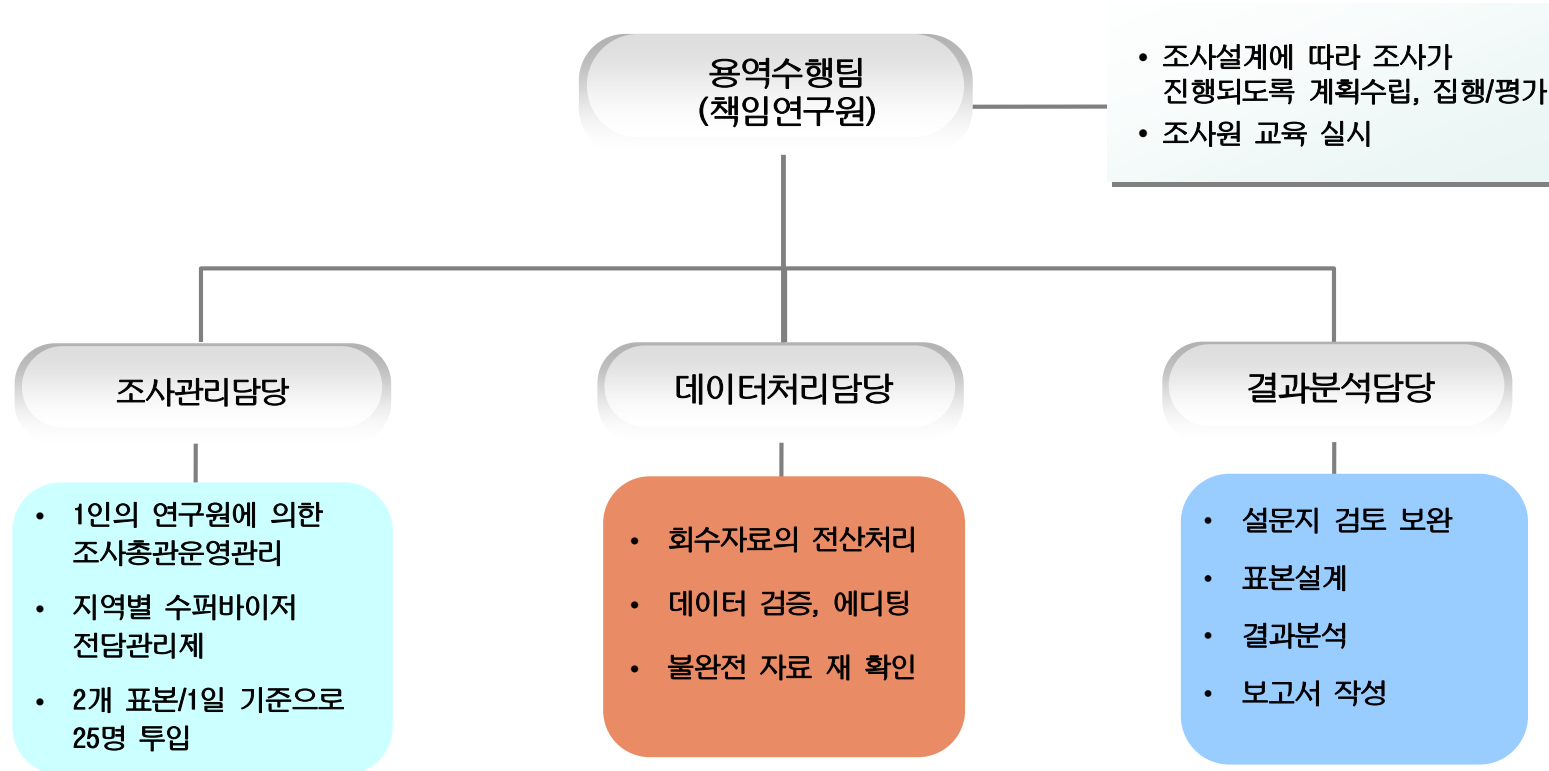 용역수행팀
(책임연구원)
• 조사설계에 따라 조사가
진행되도록 계획수립, 집행/평가
• 조사원 교육 실시
조사관리담당
• 1인의 연구원에 의한
조사총관운영관리
• 지역별 수퍼바이저
전담관리제
• 2개 표본/1일 기준으로
25명 투입
데이터처리담당
• 회수자료의 전산처리
• 데이터 검증, 에디팅
• 불완전 자료 재 확인
결과분석담당
• 설문지 검토 보완
• 표본설계
• 결과분석
• 보고서 작성